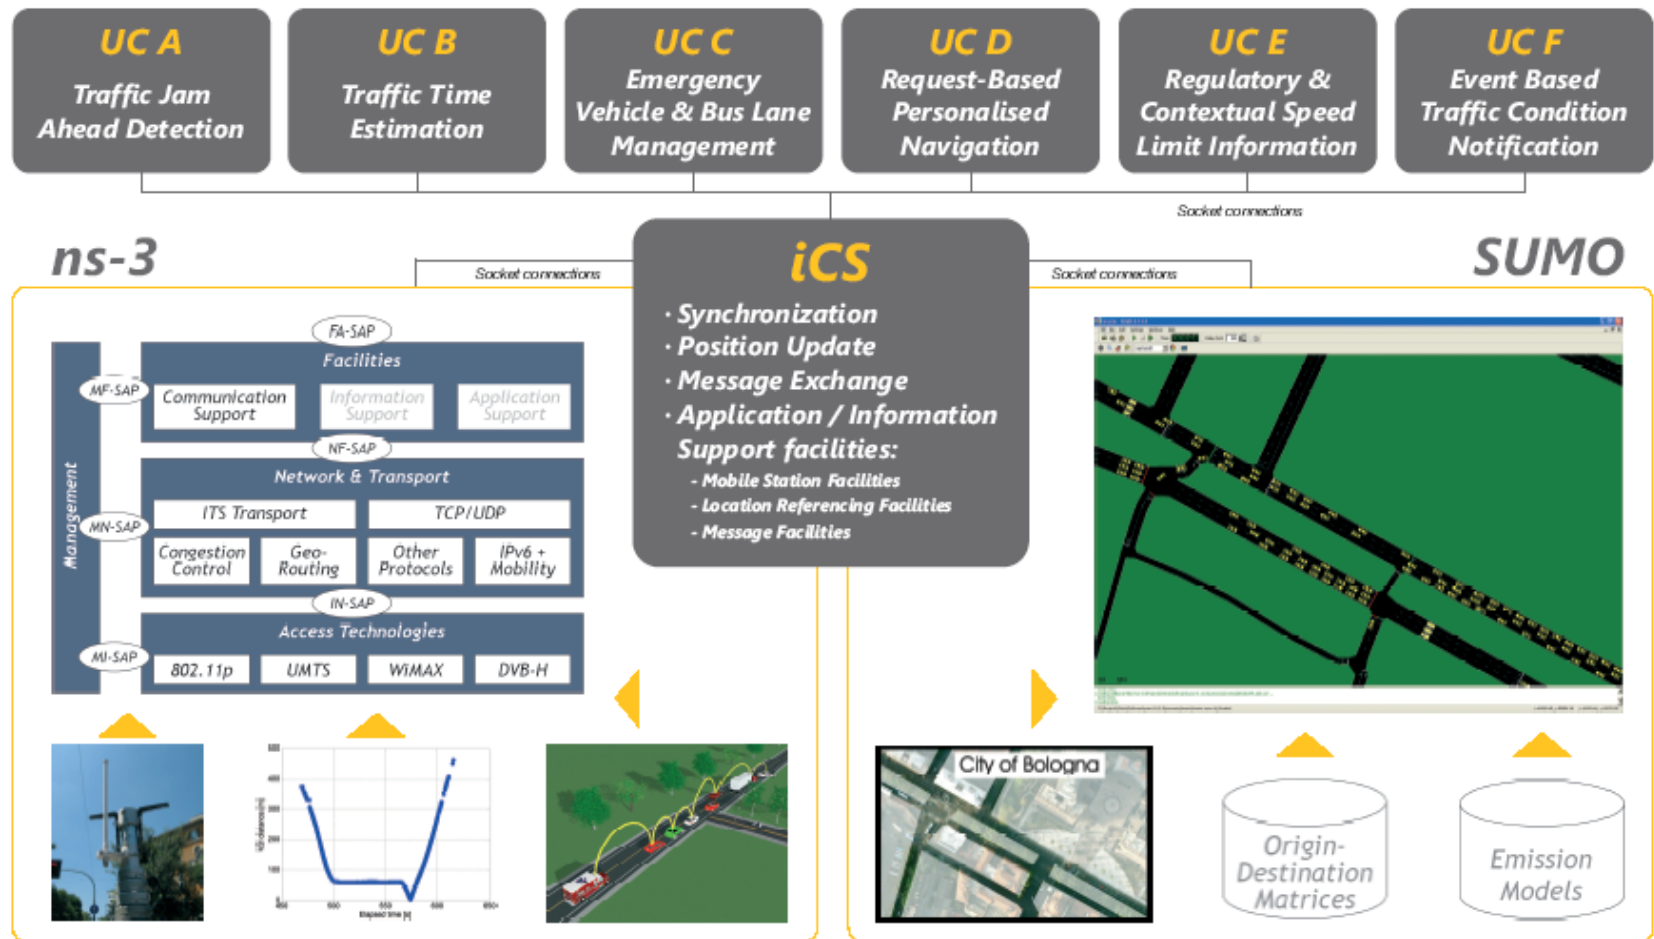 UC A
Traffic Jam
Ahead Detection
UC B
Traffic Time
Estimation
UC C
Emergency
Vehicle & Bus Lane
Management
UC D
Request-Based
Personalised
Navigation
UC E
Regulatory &
Contextual Speed
Limit Information
UC F
Event Based
Traffic Condition
Notification
Socket connections
ns-3
Socket connections
iCS
· Synchronization
· Position Update
· Message Exchange
· Application / Information
Support facilities:
- Mobile Station Facilities
- Location Referencing Facilities
- Message Facilities
Socket connections
SUMO
FA-SAP
Facilities
MF-SAP
Communication
Support
Information
Support
Application
Support
NF-SAP
Management
Network & Transport
ITS Transport
TCP/UDP
MN-SAP
Congestion
Control
Geo-
Routing
Other
Protocols
IPv6 +
Mobility
IN-SAP
Access Technologies
MI-SAP
802.11p
UMTS
WiMAX
DVB-H
Elapsed time [s]
City of Bologna
Origin-
Destination
Matrices
Emission
Models